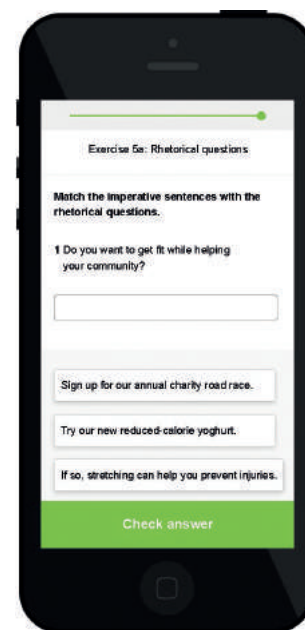 Exercise 5a: Rhetorical questions
Match the imperative sentences with the
rhetorical questions.
1 Do you want to get fit while helping
your community?
Sign up for our annual charity road race.
Try our new reduced-calorie yoghurt.
If so, stretching can help you prevent injuries.
Check answer